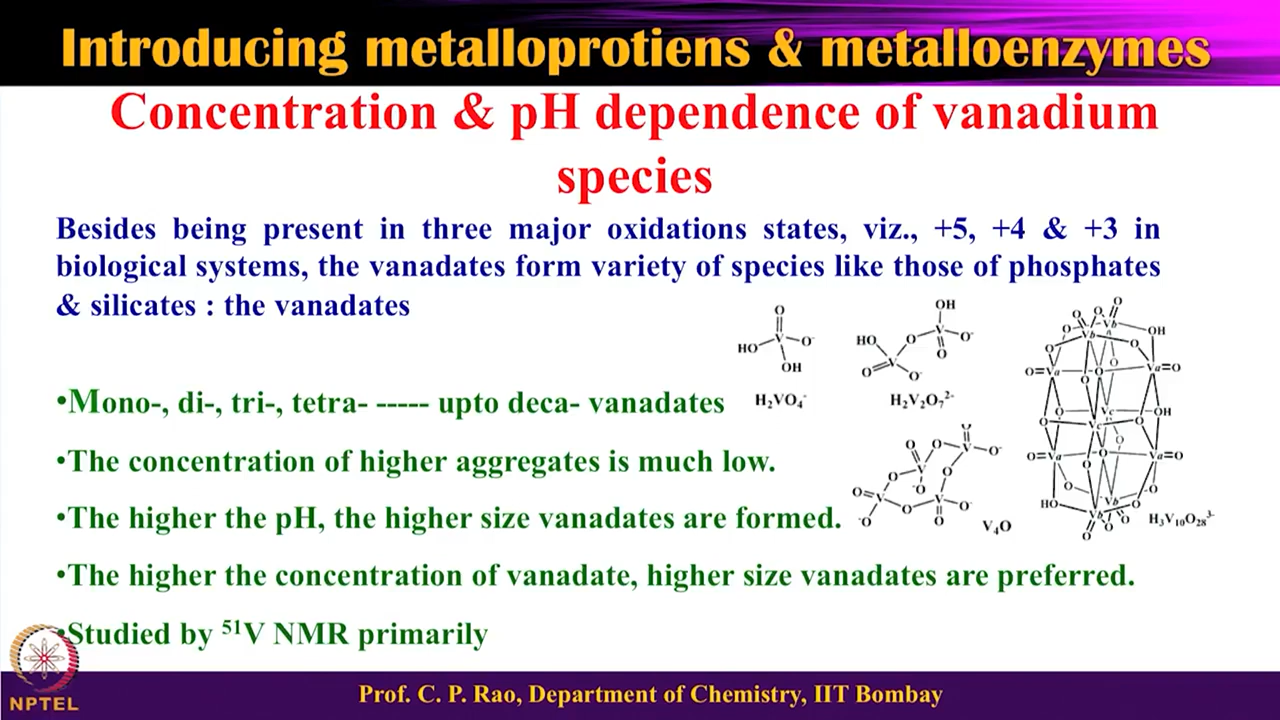 Introducing metalloprotiens & metalloenzymes
Concentration & pH dependence of vanadium
species
Besides being present in three major oxidations states, viz., +5, +4 & +3 in
biological systems, the vanadates form variety of species like those of phosphates
& silicates : the vanadates
•Mono-, di-, tri-, tetra- ----- upto deca- vanadates
•The concentration of higher aggregates is much low.
•The higher the pH, the higher size vanadates are formed.
•The higher the concentration of vanadate, higher size vanadates are preferred.
•Studied by ⁵¹V NMR primarily
H₂VO₄⁻
H₂V₂O₇²⁻
V₄O
H₃V₁₀O₂₈³⁻
NPTEL
Prof. C. P. Rao, Department of Chemistry, IIT Bombay